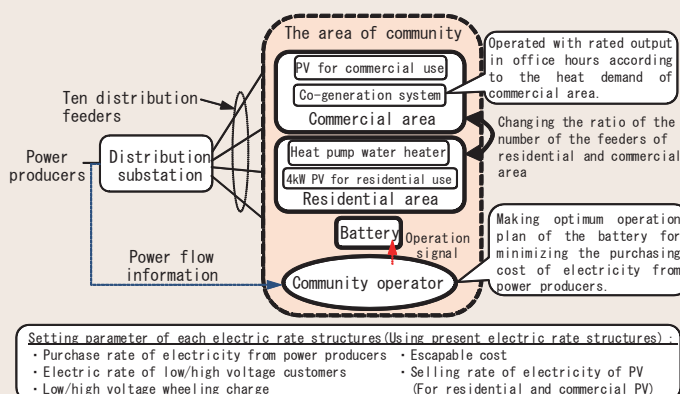 The area of community
PV for commercial use
Co-generation system
Commercial area
Operated with rated output
in office hours according
to the heat demand of
commercial area.
Ten distribution
feeders
Changing the ratio of the
number of the feeders of
residential and commercial
area
Power
producers
Distribution
substation
Heat pump water heater
4kW PV for residential use
Residential area
Battery
Operation
signal
Making optimum operation
plan of the battery for
minimizing the purchasing
cost of electricity from
power producers.
Power flow
information
Community operator
Setting parameter of each electric rate structures(Using present electric rate structures) :
・Purchase rate of electricity from power producers
・Electric rate of low/high voltage customers
・Low/high voltage wheeling charge
・Escapable cost
・Selling rate of electricity of PV
(For residential and commercial PV)